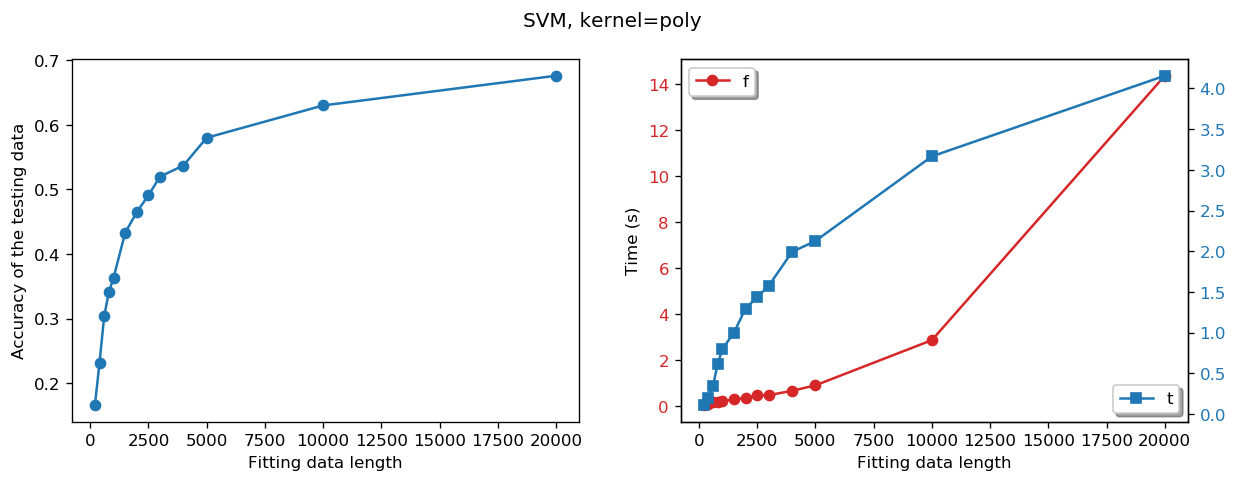 SVM, kernel=poly
Accuracy of the testing data
0.7
0.6
0.5
0.4
0.3
0.2
0 2500 5000 7500 10000 12500 15000 17500 20000
Fitting data length
Time (s)
14
12
10
8
6
4
2
0
f
t
4.0
3.5
3.0
2.5
2.0
1.5
1.0
0.5
0.0
0 2500 5000 7500 10000 12500 15000 17500 20000
Fitting data length